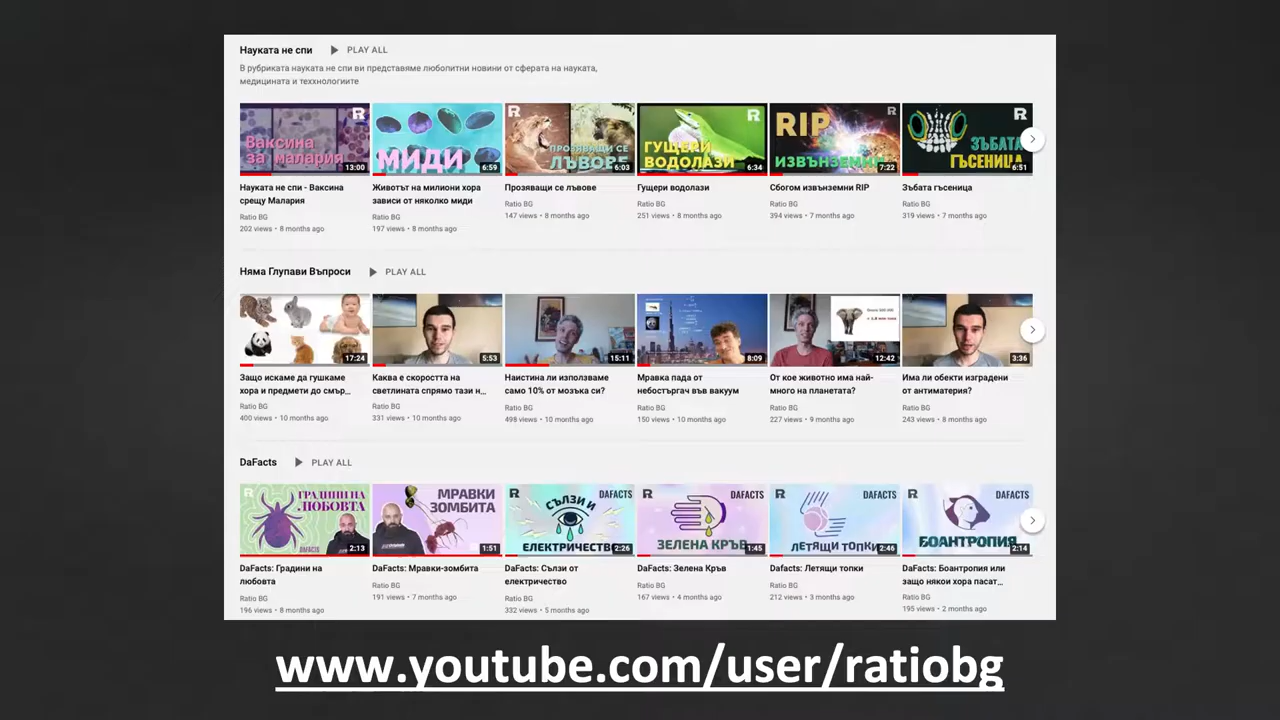 Науката не спи PLAY ALL
В рубриката науката не спи ви представяме любопитни новини от сферата на науката,
медицината и теххнологиите
Ваксина
за малария
R
13:00
МИДИ
6:59
R
ПРОЗЯВАЩИ СЕ
ЛЪВОВЕ
6:03
R
ГУЩЕРИ
ВОДОЛАЗИ
6:34
R
RIP
ИЗВЪНЗЕМНИ
7:22
R
ЗЪБАТА
ГЪСЕНИЦА
6:51
Науката не спи - Ваксина
срещу Малария
Ratio BG
202 views • 8 months ago
Животът на милиони хора
зависи от няколко миди
Ratio BG
197 views • 8 months ago
Прозяващи се лъвове
Ratio BG
147 views • 8 months ago
Гущери водолази
Ratio BG
251 views • 8 months ago
Сбогом извънземни RIP
Ratio BG
394 views • 7 months ago
Зъбата гъсеница
Ratio BG
319 views • 7 months ago
Няма Глупави Въпроси PLAY ALL
17:24
5:53
15:11
8:09
12:42
3:36
Защо искаме да гушкаме
хора и предмети до смър...
Ratio BG
400 views • 10 months ago
Каква е скоростта на
светлината спрямо тази н...
Ratio BG
331 views • 10 months ago
Наистина ли използваме
само 10% от мозъка си?
Ratio BG
498 views • 10 months ago
Мравка пада от
небостъргач във вакуум
Ratio BG
150 views • 10 months ago
От кое животно има най-
много на планетата?
Ratio BG
227 views • 9 months ago
Има ли обекти изградени
от антиматерия?
Ratio BG
243 views • 8 months ago
DaFacts PLAY ALL
R
ГРАДИНИ НА
ЛЮБОВТА
DAFACTS
2:13
МРАВКИ
ЗОМБИТА
1:51
R
DAFACTS
СЪЛЗИ И
ЕЛЕКТРИЧЕСТВО
2:26
R
DAFACTS
ЗЕЛЕНА КРЪВ
1:45
R
DAFACTS
ЛЕТЯЩИ ТОПКИ
2:46
R
DAFACTS
БОАНТРОПИЯ
2:14
DaFacts: Градини на
любовта
Ratio BG
196 views • 8 months ago
DaFacts: Мравки-зомбита
Ratio BG
191 views • 7 months ago
DaFacts: Сълзи от
електричество
Ratio BG
332 views • 5 months ago
DaFacts: Зелена Кръв
Ratio BG
167 views • 4 months ago
Dafacts: Летящи топки
Ratio BG
212 views • 3 months ago
DaFacts: Боантропия или
защо някои хора пасат...
Ratio BG
195 views • 2 months ago
www.youtube.com/user/ratiobg